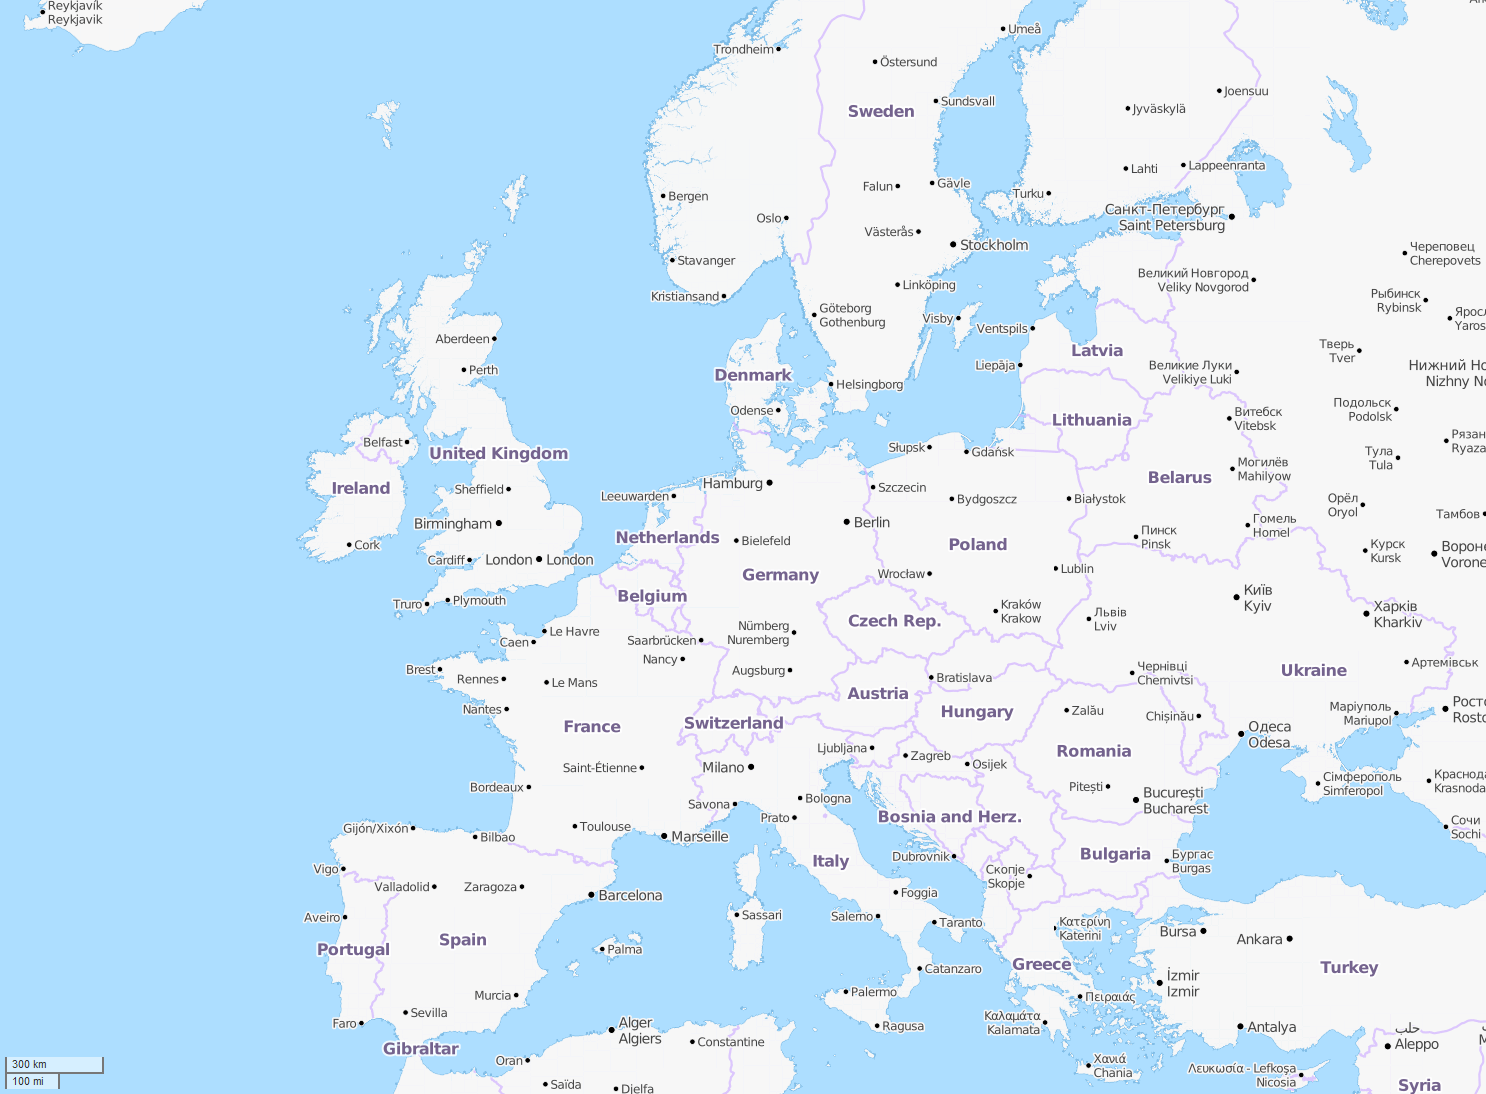 Reykjavík
Reykjavik
Umeå
Trondheim
Östersund
Joensuu
Sundsvall
Sweden
Jyväskylä
Lahti
Lappeenranta
Falun
Gävle
Turku
Bergen
Санкт-Петербург
Saint Petersburg
Oslo
Västerås
Stockholm
Череповец
Cherepovets
Stavanger
Великий Новгород
Veliky Novgorod
Linköping
Kristiansand
Рыбинск
Rybinsk
Göteborg
Gothenburg
Visby
Ventspils
Яросл
Yaros
Aberdeen
Latvia
Тверь
Tver
Perth
Denmark
Liepāja
Великие Луки
Velikiye Luki
Нижний Но
Nizhny No
Helsingborg
Odense
Lithuania
Витебск
Vitebsk
Подольск
Podolsk
Belfast
United Kingdom
Słupsk
Gdańsk
Рязан
Ryaza
Тула
Tula
Ireland
Sheffield
Leeuwarden
Hamburg
Szczecin
Bydgoszcz
Białystok
Belarus
Могилёв
Mahilyow
Орёл
Oryol
Тамбов
Birmingham
Berlin
Гомель
Homel
Пинск
Pinsk
Cork
Cardiff
London
London
Netherlands
Bielefeld
Poland
Курск
Kursk
Вороне
Vorone
Germany
Wrocław
Lublin
Truro
Plymouth
Belgium
Czech Rep.
Kraków
Krakow
Львів
Lviv
Київ
Kyiv
Харків
Kharkiv
Le Havre
Caen
Saarbrücken
Nürnberg
Nuremberg
Nancy
Brest
Rennes
Le Mans
Augsburg
Bratislava
Чернівці
Chernivtsi
Ukraine
Артемівськ
Austria
Nantes
France
Switzerland
Hungary
Zalău
Chișinău
Маріуполь
Mariupol
Росто
Rosto
Одеса
Odesa
Ljubljana
Zagreb
Osijek
Romania
Saint-Étienne
Milano
Bordeaux
Pitești
București
Bucharest
Сімферополь
Simferopol
Краснода
Krasnoda
Savona
Bologna
Prato
Bosnia and Herz.
Сочи
Sochi
Gijón/Xixón
Bilbao
Toulouse
Marseille
Italy
Dubrovnik
Bulgaria
Бургас
Burgas
Vigo
Valladolid
Zaragoza
Barcelona
Скопје
Skopje
Foggia
Aveiro
Sassari
Salerno
Taranto
Κατερίνη
Katerini
Bursa
Ankara
Portugal
Spain
Palma
Greece
Turkey
Catanzaro
İzmir
Izmir
Murcia
Palermo
Πειραιάς
Faro
Sevilla
Alger
Algiers
Ragusa
Καλαμάτα
Kalamata
Antalya
Gibraltar
Constantine
حلب
Aleppo
Oran
Χανιά
Chania
Λευκωσία - Lefkoşa
Nicosia
300 km
100 mi
Saïda
Djelfa
Syria